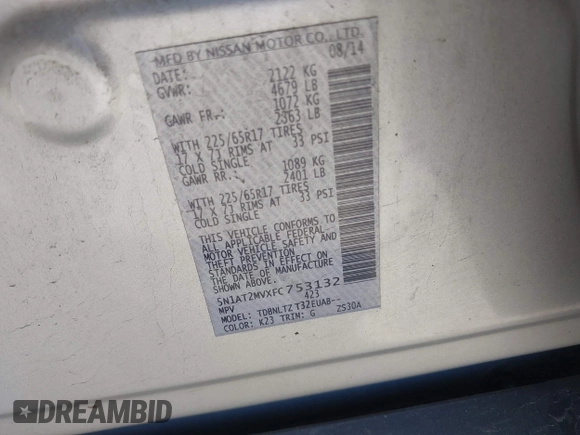 MFD BY NISSAN MOTOR CO., LTD.
DATE: 08/14
GVWR: 2122 KG
4679 LB
GAWR FR.: 1072 KG
2363 LB
WITH 225/65R17 TIRES
17 X 7J RIMS AT 33 PSI
COLD SINGLE
GAWR RR.: 1089 KG
2401 LB
WITH 225/65R17 TIRES
17 X 7J RIMS AT 33 PSI
COLD SINGLE
THIS VEHICLE CONFORMS TO
ALL APPLICABLE FEDERAL
MOTOR VEHICLE SAFETY AND
THEFT PREVENTION
STANDARDS IN EFFECT ON
THE DATE OF MANUFACTURE
SHOWN ABOVE.
5N1AT2MVXFC753132
MPV 423
MODEL: TDBNLTZ T32EUAB--
COLOR: K23 TRIM: G ZS30A
DREAMBID